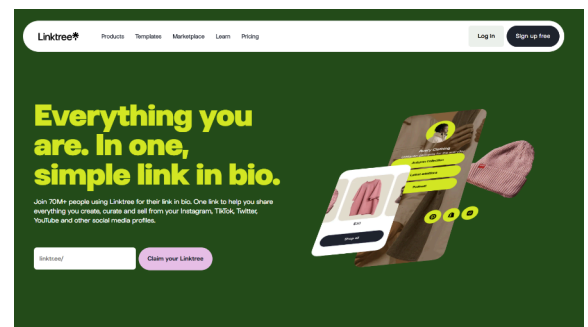 Linktree*
Products Templates Marketplace Learn Pricing
Log in
Sign up free
Everything you
are. In one,
simple link in bio.
Join 70M+ people using Linktree for their link in bio. One link to help you share
everything you create, curate and sell from your Instagram, TikTok, Twitter,
YouTube and other social media profiles.
linktr.ee/
Claim your Linktree
Shop all